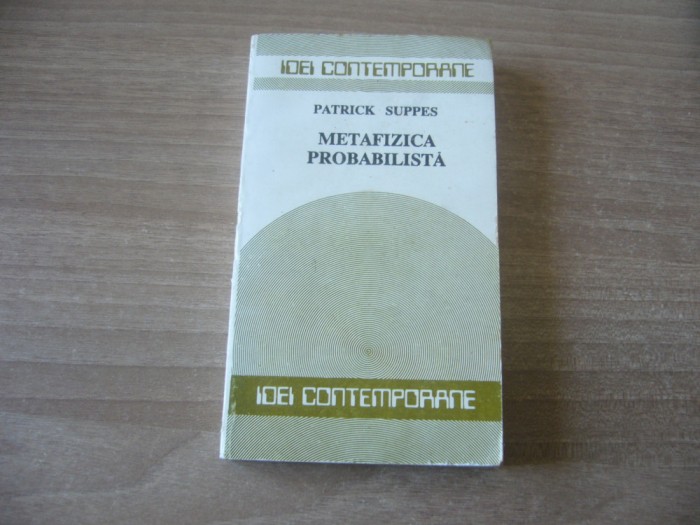 IDEI CONTEMPORANE
PATRICK SUPPES
METAFIZICA
PROBABILISTĂ
IDEI CONTEMPORANE